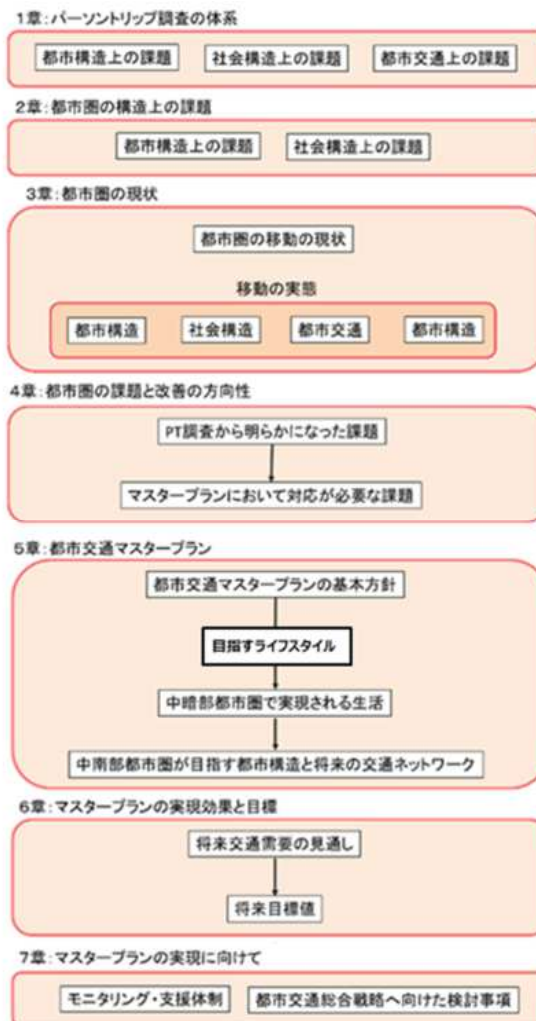 1章:パーソントリップ調査の体系
都市構造上の課題 社会構造上の課題 都市交通上の課題
2章:都市圏の構造上の課題
都市構造上の課題 社会構造上の課題
3章:都市圏の現状
都市圏の移動の現状
移動の実態
都市構造 社会構造 都市交通 都市構造
4章:都市圏の課題と改善の方向性
PT調査から明らかになった課題
マスタープランにおいて対応が必要な課題
5章:都市交通マスタープラン
都市交通マスタープランの基本方針
目指すライフスタイル
中暗部都市圏で実現される生活
中南部都市圏が目指す都市構造と将来の交通ネットワーク
6章:マスタープランの実現効果と目標
将来交通需要の見通し
将来目標値
7章:マスタープランの実現に向けて
モニタリング・支援体制 都市交通総合戦略へ向けた検討事項